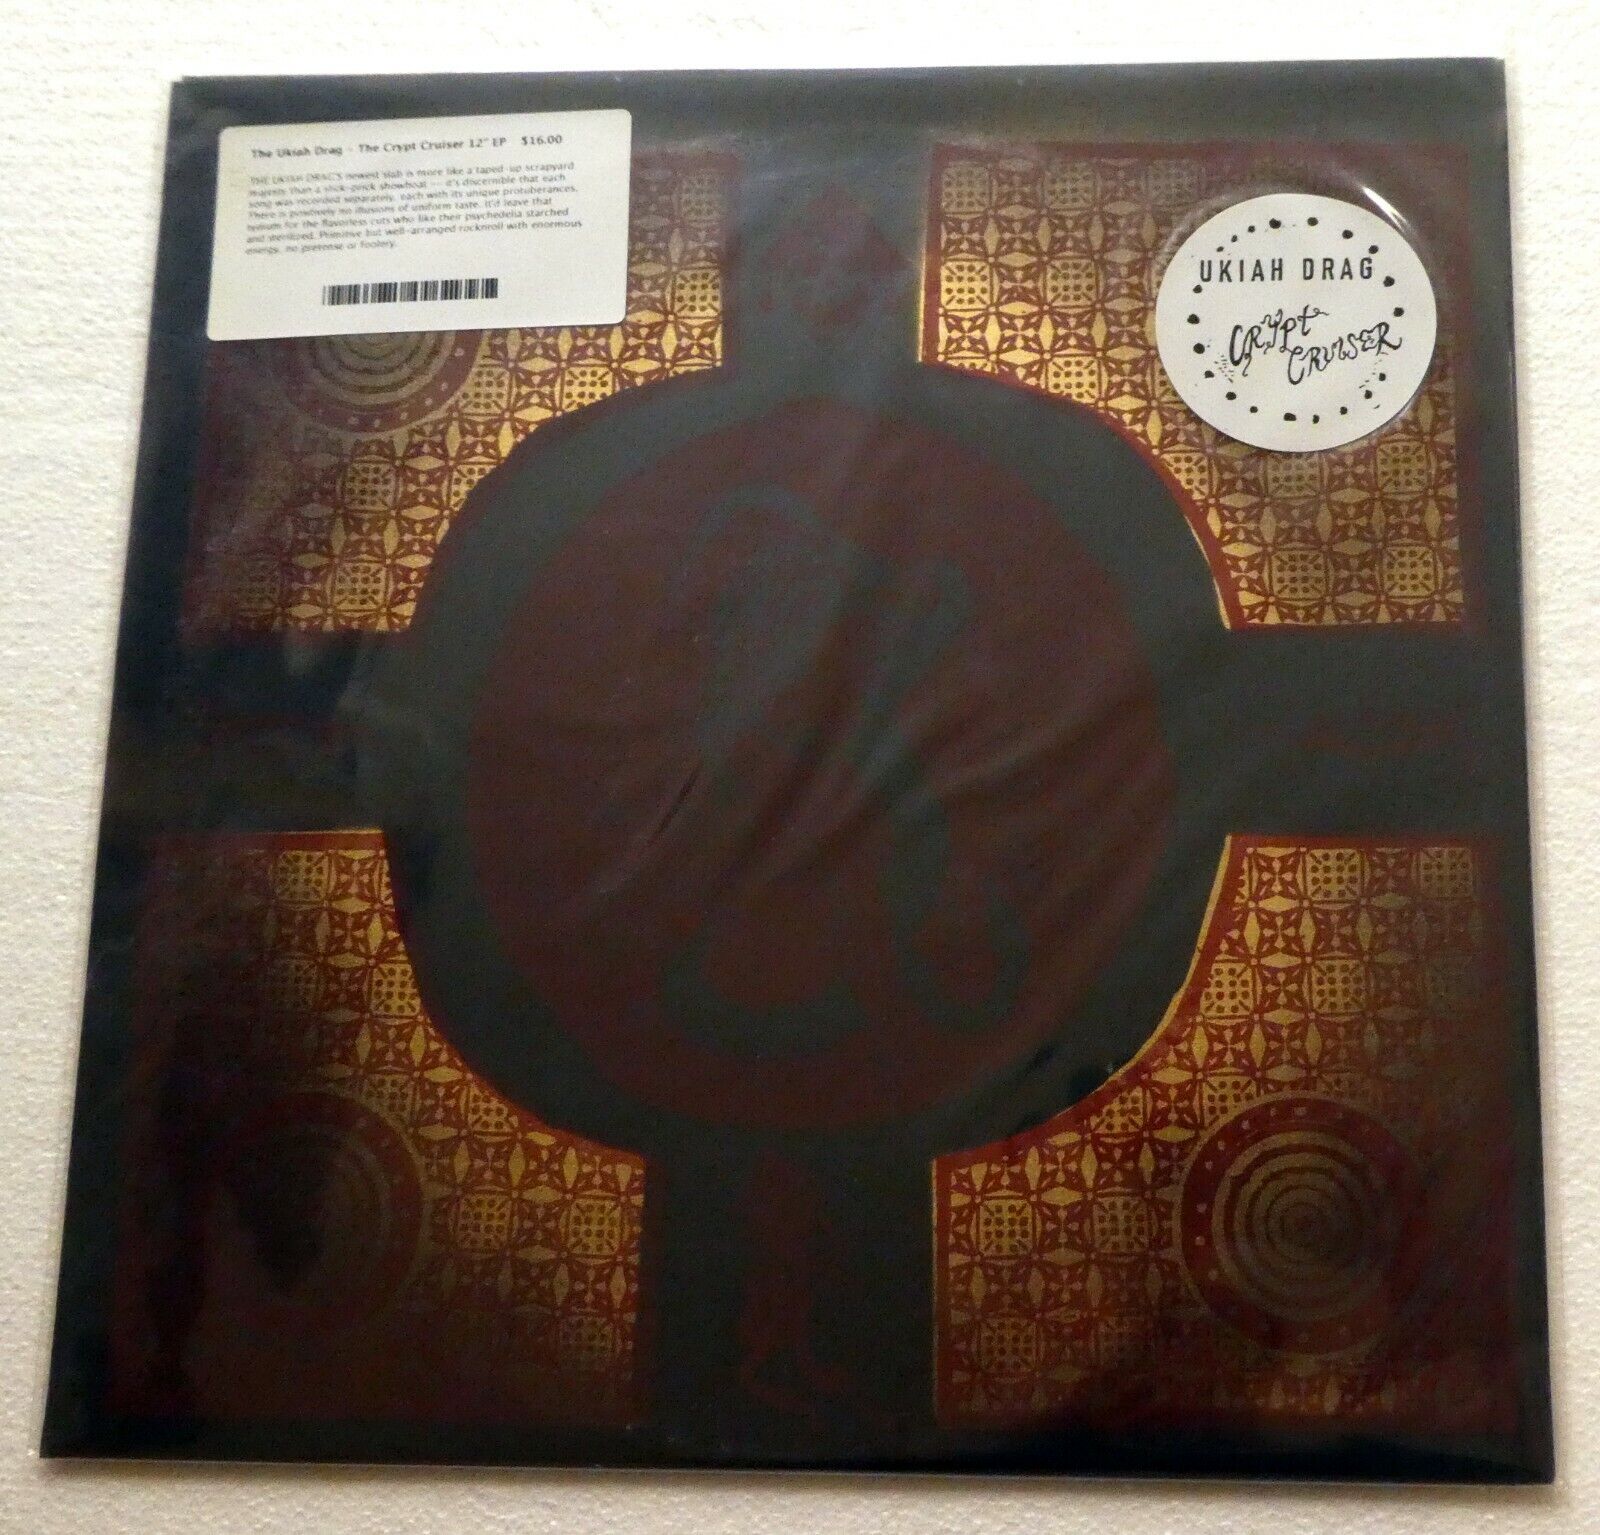 The Ukiah Drag - The Crypt Cruiser 12" EP $16.00
THE UKIAH DRAG'S newest slab is more like a taped-up scrapyard
majesty than a slick-prick showboat — it's discernible that each
song was recorded separately, each with its unique protuberances.
There is positively no illusions of uniform taste. It'd leave that
for the flavorless cuts who like their psychedelia starched
and sterilized. Primitive but well-arranged rocknroll with enormous
energy, no pretense or foolery.
UKIAH DRAG
CRYPT
CRUISER